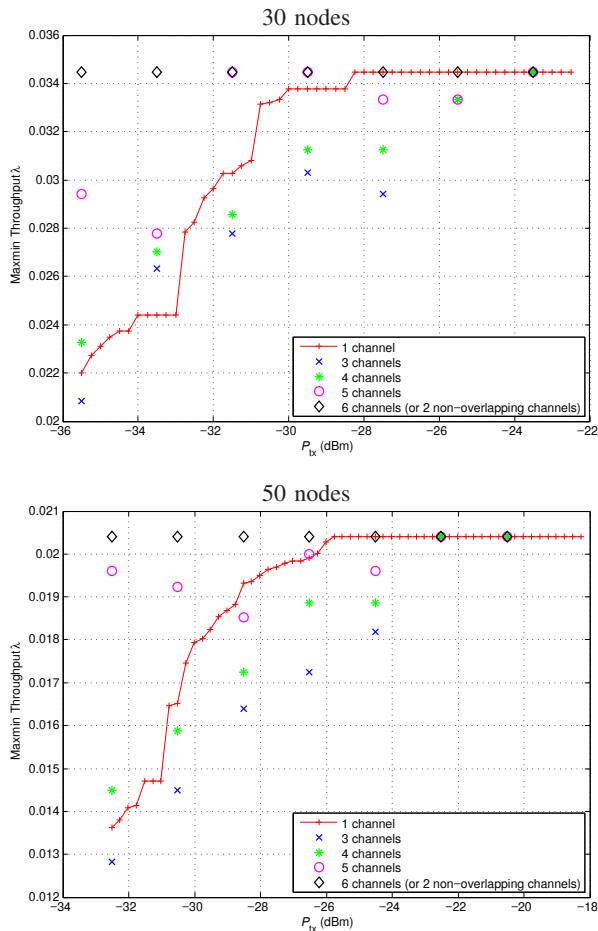 30 nodes
0.036
0.034
0.032
0.03
0.028
0.026
0.024
0.022
0.02
Maxmin Throughput λ
−36 −34 −32 −30 −28 −26 −24 −22
P_tx (dBm)
1 channel
3 channels
4 channels
5 channels
6 channels (or 2 non−overlapping channels)
50 nodes
0.021
0.02
0.019
0.018
0.017
0.016
0.015
0.014
0.013
0.012
Maxmin Throughput λ
−34 −32 −30 −28 −26 −24 −22 −20 −18
P_tx (dBm)
1 channel
3 channels
4 channels
5 channels
6 channels (or 2 non−overlapping channels)